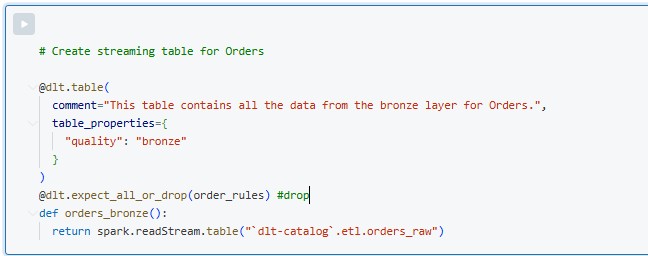 # Create streaming table for Orders
@dlt.table(
comment="This table contains all the data from the bronze layer for Orders.",
table_properties={
"quality": "bronze"
}
)
@dlt.expect_all_or_drop(order_rules) #drop
def orders_bronze():
return spark.readStream.table("`dlt-catalog`.etl.orders_raw")